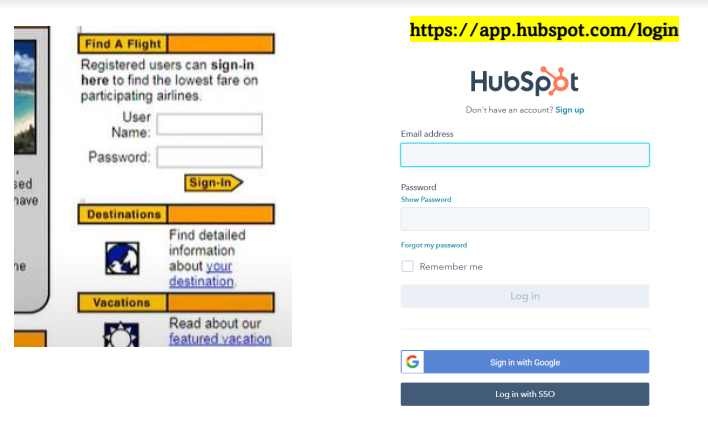 sed
have
ne
Find A Flight
Registered users can sign-in
here to find the lowest fare on
participating airlines.
User
Name:
Password:
Sign-In
Destinations
Find detailed
information
about your
destination.
Vacations
Read about our
featured vacation
https://app.hubspot.com/login
HubSpot
Don't have an account? Sign up
Email address
Password
Show Password
Forgot my password
Remember me
Log in
G
Sign in with Google
Log in with SSO